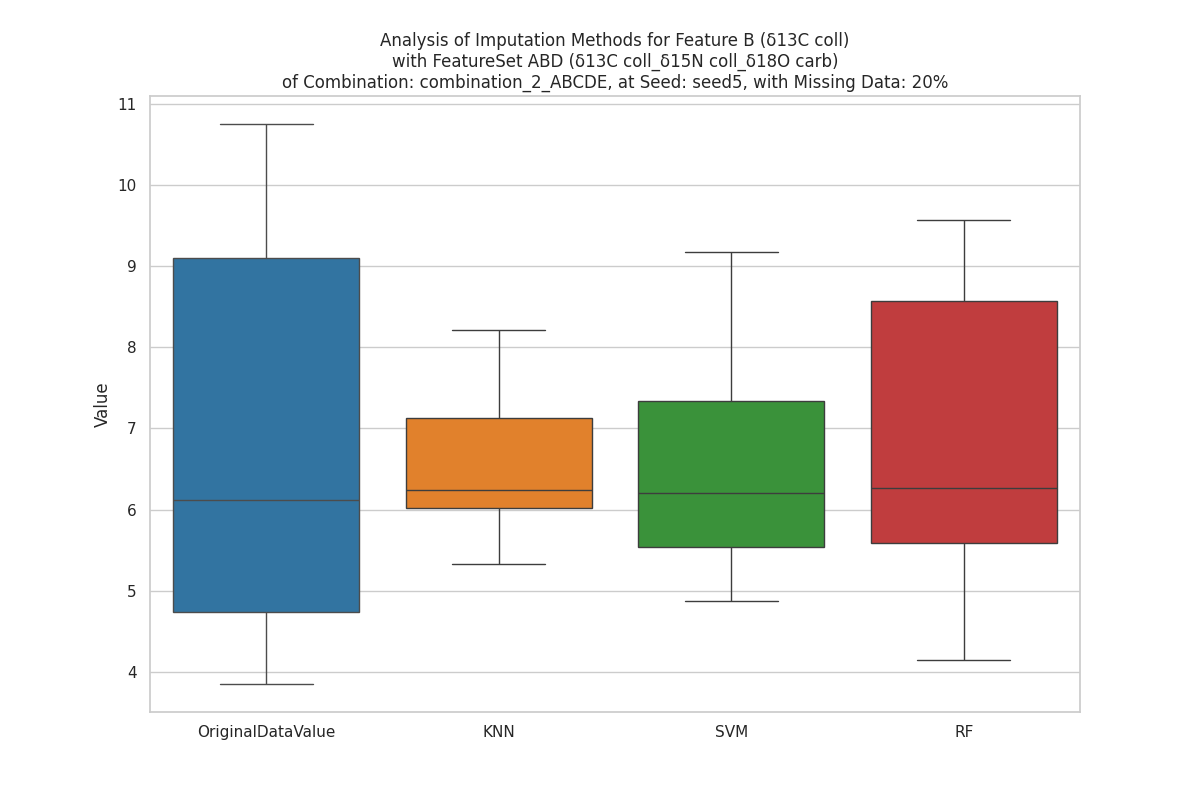 Analysis of Imputation Methods for Feature B (δ13C coll)
with FeatureSet ABD (δ13C coll_δ15N coll_δ18O carb)
of Combination: combination_2_ABCDE, at Seed: seed5, with Missing Data: 20%
11
10
9
8
7
6
5
4
Value
OriginalDataValue
KNN
SVM
RF